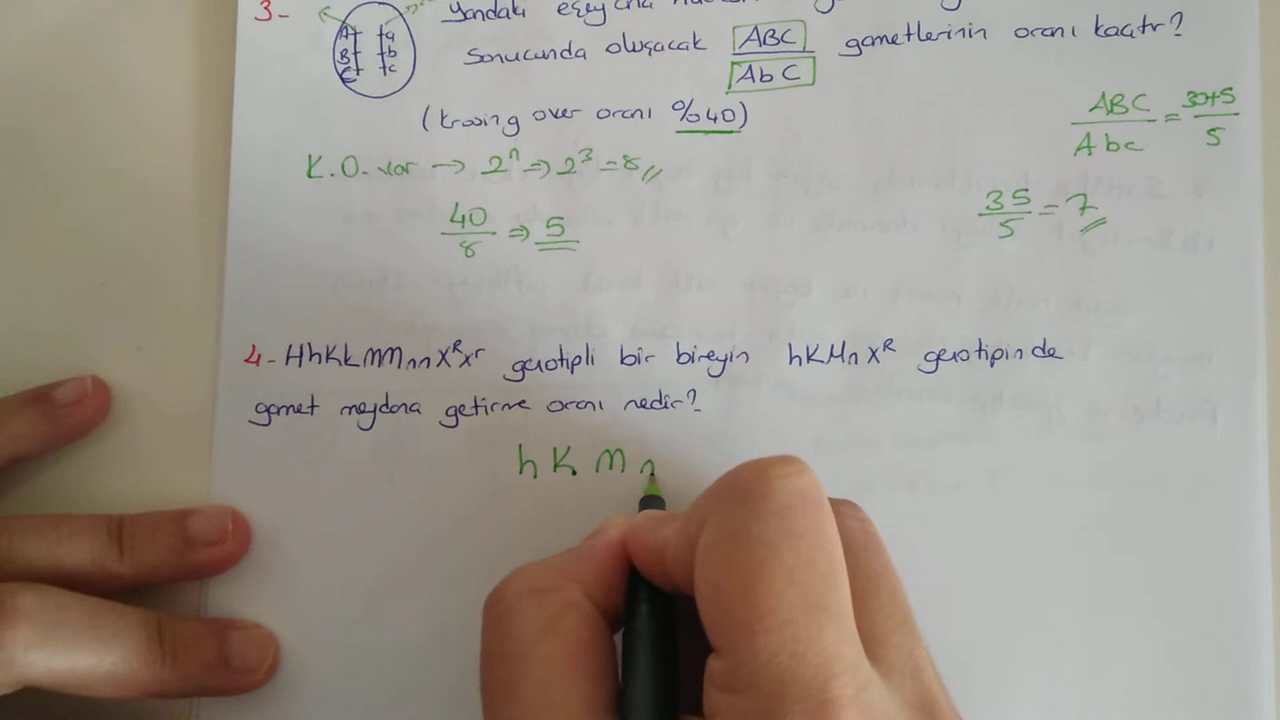 3-
Yandaki
A a
B b
C c
sonucunda oluşacak ABC gametlerinin oranı kaçtır?
AbC
(krosing over oranı %40)
ABC = 30+5
Abc 5
K.O. var → 2ⁿ ⇒ 2³ = 8
35 = 7
5
40 ⇒ 5
8
4- HhKkMMnnXᴿXʳ genotipli bir bireyin hKMnXᴿ genotipinde
gamet meydana getirme oranı nedir?
h K M n